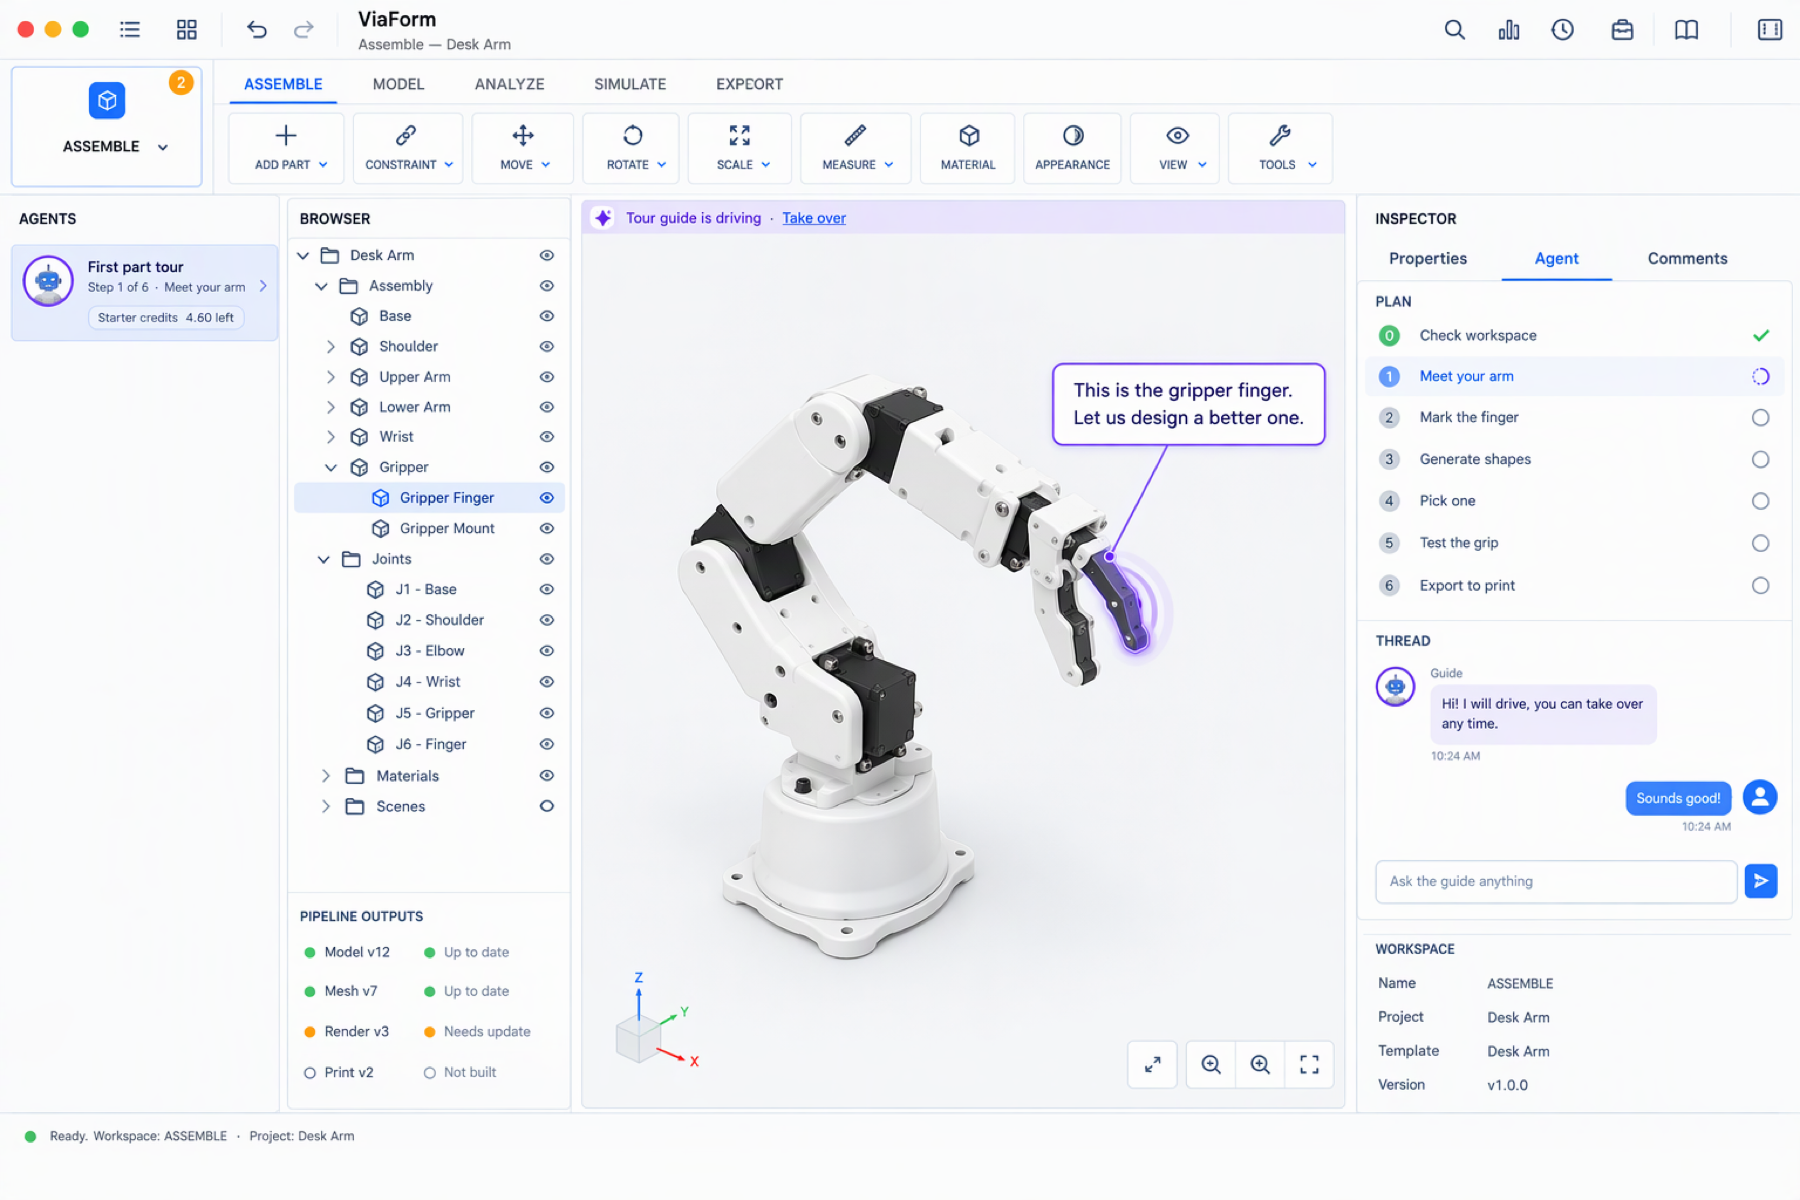 ViaForm
Assemble — Desk Arm
2
ASSEMBLE
ASSEMBLE
MODEL
ANALYZE
SIMULATE
EXPCORT
ADD PART
CONSTRAINT
MOVE
ROTATE
SCALE
MEASURE
MATERIAL
APPEARANCE
VIEW
TOOLS
AGENTS
First part tour
Step 1 of 6 · Meet your arm
Starter credits 4.60 left
BROWSER
Desk Arm
Assembly
Base
Shoulder
Upper Arm
Lower Arm
Wrist
Gripper
Gripper Finger
Gripper Mount
Joints
J1 - Base
J2 - Shoulder
J3 - Elbow
J4 - Wrist
J5 - Gripper
J6 - Finger
Materials
Scenes
PIPELINE OUTPUTS
Model v12 Up to date
Mesh v7 Up to date
Render v3 Needs update
Print v2 Not built
Tour guide is driving · Take over
This is the gripper finger.
Let us design a better one.
Z
Y
X
INSPECTOR
Properties
Agent
Comments
PLAN
0 Check workspace
1 Meet your arm
2 Mark the finger
3 Generate shapes
4 Pick one
5 Test the grip
6 Export to print
THREAD
Guide
Hi! I will drive, you can take over
any time.
10:24 AM
Sounds good!
10:24 AM
Ask the guide anything
WORKSPACE
Name ASSEMBLE
Project Desk Arm
Template Desk Arm
Version v1.0.0
Ready. Workspace: ASSEMBLE · Project: Desk Arm